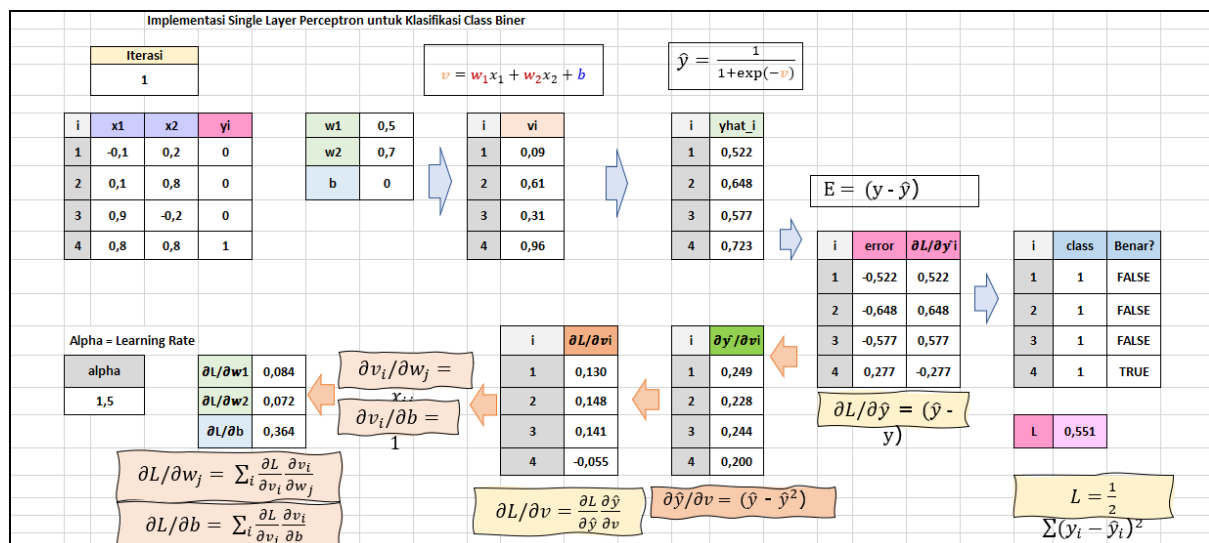 Implementasi Single Layer Perceptron untuk Klasifikasi Class Biner
Iterasi
1
v = w₁x₁ + w₂x₂ + b
ŷ = 1 / 1+exp(−v)
i x1 x2 yi
1 -0,1 0,2 0
2 0,1 0,8 0
3 0,9 -0,2 0
4 0,8 0,8 1
w1 0,5
w2 0,7
b 0
i vi
1 0,09
2 0,61
3 0,31
4 0,96
i yhat_i
1 0,522
2 0,648
3 0,577
4 0,723
E = (y - ŷ)
i error ∂L/∂ŷi
1 -0,522 0,522
2 -0,648 0,648
3 -0,577 0,577
4 0,277 -0,277
i class Benar?
1 1 FALSE
2 1 FALSE
3 1 FALSE
4 1 TRUE
Alpha = Learning Rate
alpha
1,5
∂L/∂w1 0,084
∂L/∂w2 0,072
∂L/∂b 0,364
∂vᵢ/∂wⱼ =
∂vᵢ/∂b =
1
i ∂L/∂vi
1 0,130
2 0,148
3 0,141
4 -0,055
i ∂ŷ/∂vi
1 0,249
2 0,228
3 0,244
4 0,200
∂L/∂ŷ = (ŷ -
y)
L 0,551
∂L/∂wⱼ = ∑ᵢ ∂L/∂vᵢ ∂vᵢ/∂wⱼ
∂L/∂b = ∑ᵢ ∂L/∂vᵢ ∂vᵢ/∂b
∂L/∂v = ∂L/∂ŷ ∂ŷ/∂v
∂ŷ/∂v = (ŷ - ŷ²)
L = 1/2
∑(yᵢ − ŷᵢ)²